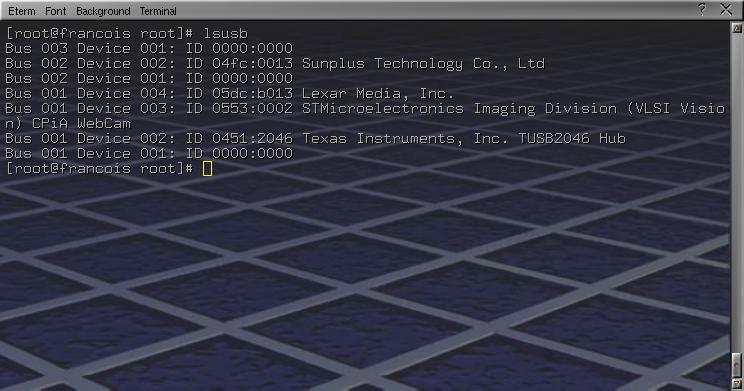 Eterm Font Background Terminal ? X
[root@francois root]# lsusb
Bus 003 Device 001: ID 0000:0000
Bus 002 Device 002: ID 04fc:0013 Sunplus Technology Co., Ltd
Bus 002 Device 001: ID 0000:0000
Bus 001 Device 004: ID 05dc:b013 Lexar Media, Inc.
Bus 001 Device 003: ID 0553:0002 STMicroelectronics Imaging Division (VLSI Visio
n) CPiA WebCam
Bus 001 Device 002: ID 0451:2046 Texas Instruments, Inc. TUSB2046 Hub
Bus 001 Device 001: ID 0000:0000
[root@francois root]#